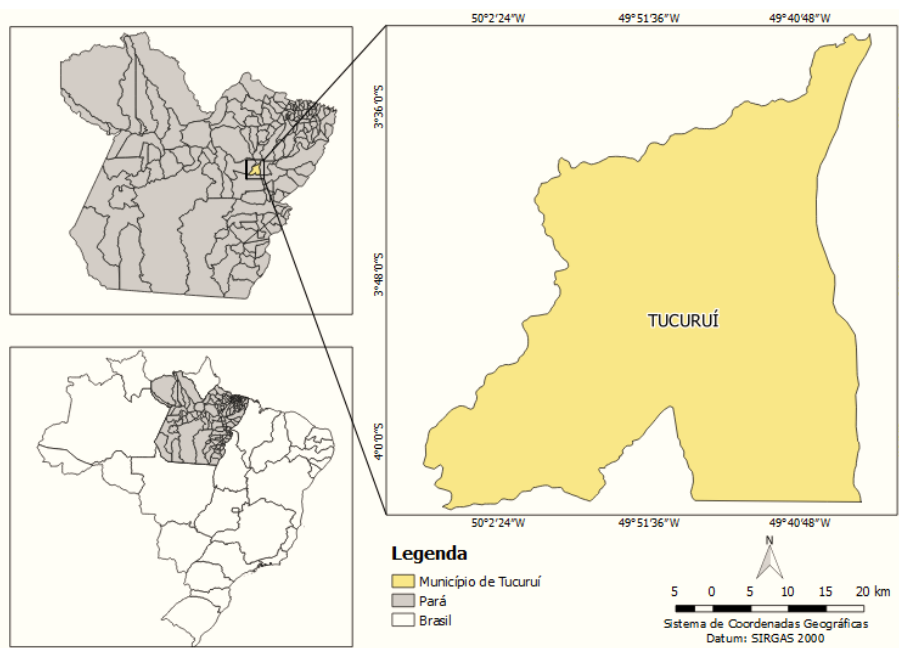 50°2′24″W 49°51′36″W 49°40′48″W
3°36′0″S
3°48′0″S
4°0′0″S
TUCURUÍ
50°2′24″W 49°51′36″W 49°40′48″W
Legenda
Município de Tucuruí
Pará
Brasil
N
5 0 5 10 15 20 km
Sistema de Coordenadas Geográficas
Datum: SIRGAS 2000